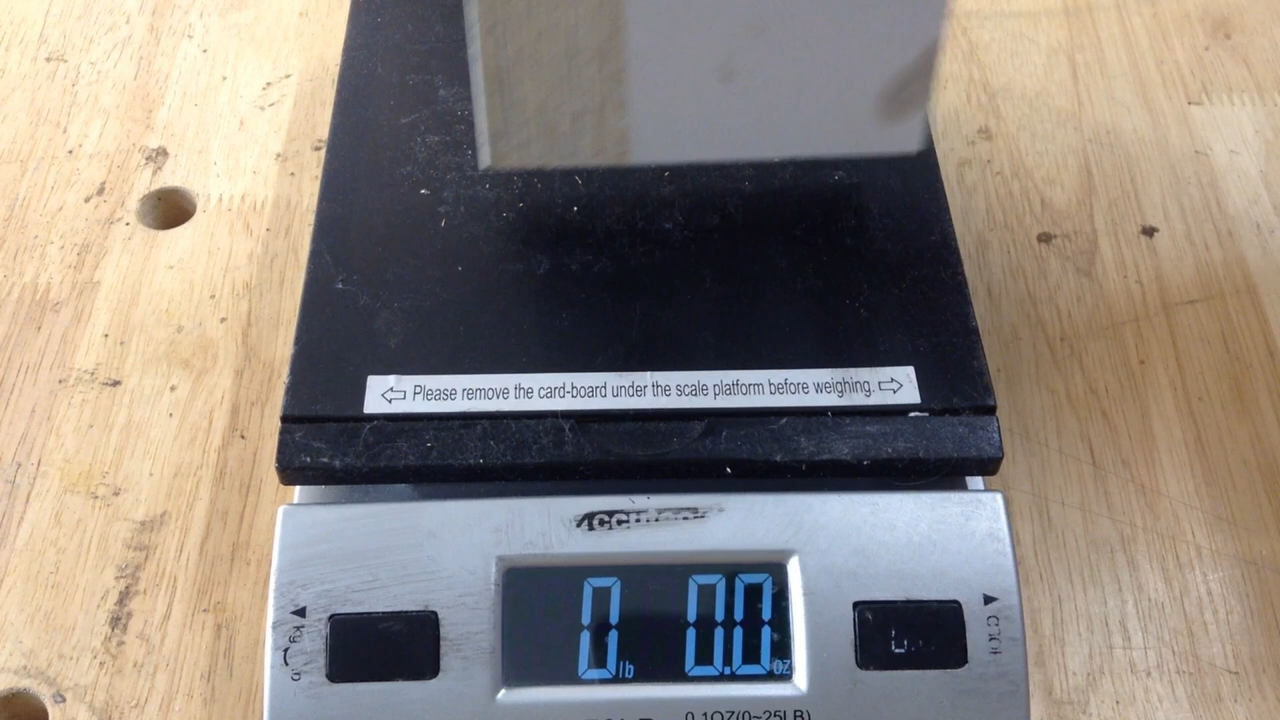 Please remove the card-board under the scale platform before weighing.
0 lb 0.0 oz
0.1OZ(0~25LB)